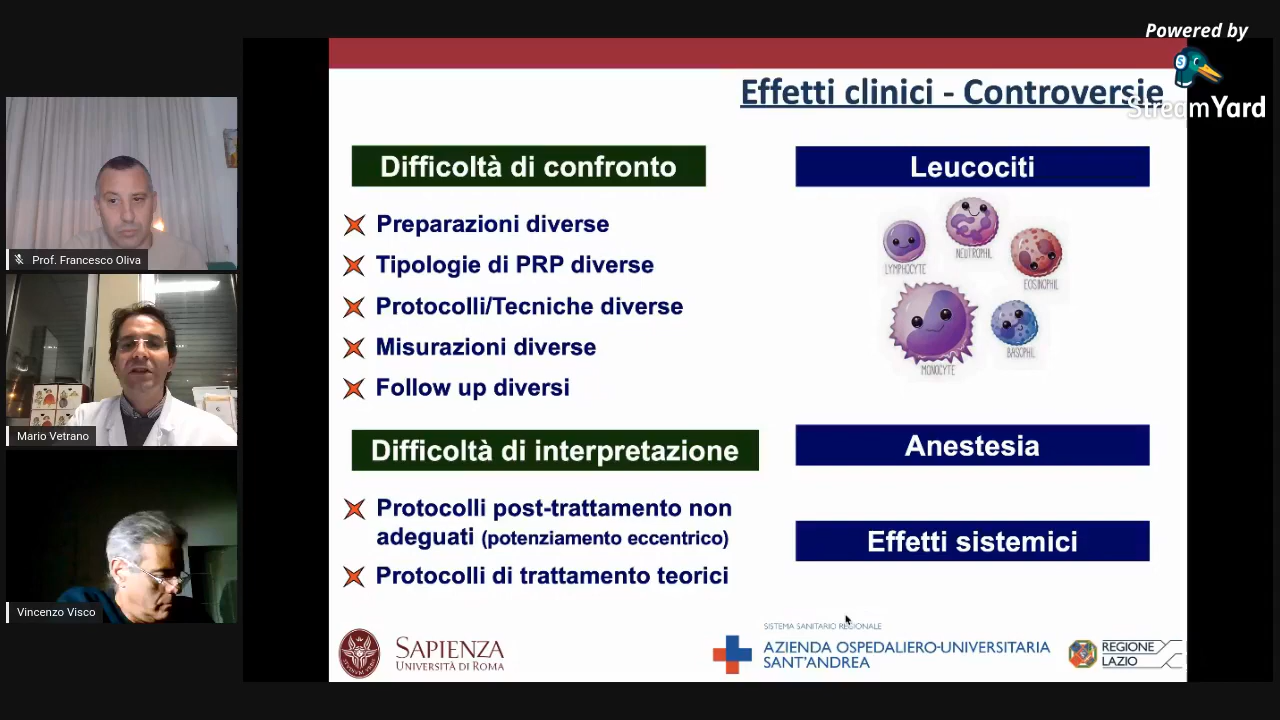 Powered by
StreamYard
Prof. Francesco Oliva
Mario Vetrano
Vincenzo Visco
Effetti clinici - Controversie
Difficoltà di confronto
Preparazioni diverse
Tipologie di PRP diverse
Protocolli/Tecniche diverse
Misurazioni diverse
Follow up diversi
Difficoltà di interpretazione
Protocolli post-trattamento non
adeguati (potenziamento eccentrico)
Protocolli di trattamento teorici
Leucociti
LYMPHOCYTE
NEUTROPHIL
EOSINOPHIL
MONOCYTE
BASOPHIL
Anestesia
Effetti sistemici
SAPIENZA
UNIVERSITÀ DI ROMA
SISTEMA SANITARIO REGIONALE
AZIENDA OSPEDALIERO-UNIVERSITARIA
SANT'ANDREA
REGIONE
LAZIO